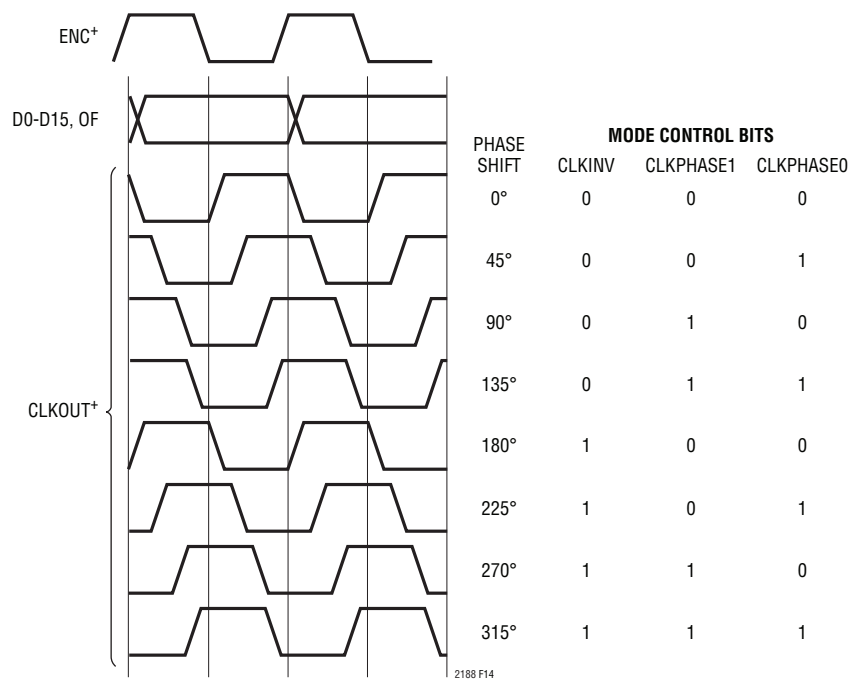 ENC+
D0-D15, OF
MODE CONTROL BITS
PHASE SHIFT CLKINV CLKPHASE1 CLKPHASE0
0° 0 0 0
45° 0 0 1
90° 0 1 0
135° 0 1 1
CLKOUT+
180° 1 0 0
225° 1 0 1
270° 1 1 0
315° 1 1 1
2188 F14